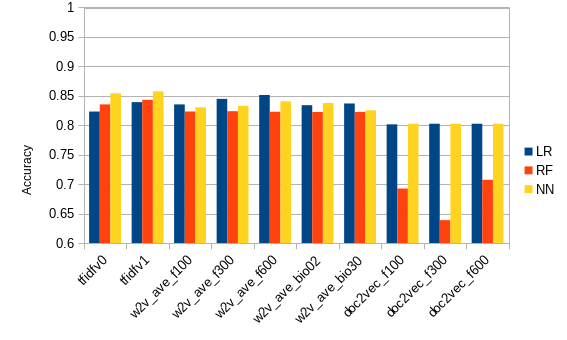 1
0.95
0.9
0.85
0.8
0.75
0.7
0.65
0.6
Accuracy
tfidfv0
tfidfv1
w2v_ave_f100
w2v_ave_f300
w2v_ave_f600
w2v_ave_bio02
w2v_ave_bio30
doc2vec_f100
doc2vec_f300
doc2vec_f600
LR
RF
NN